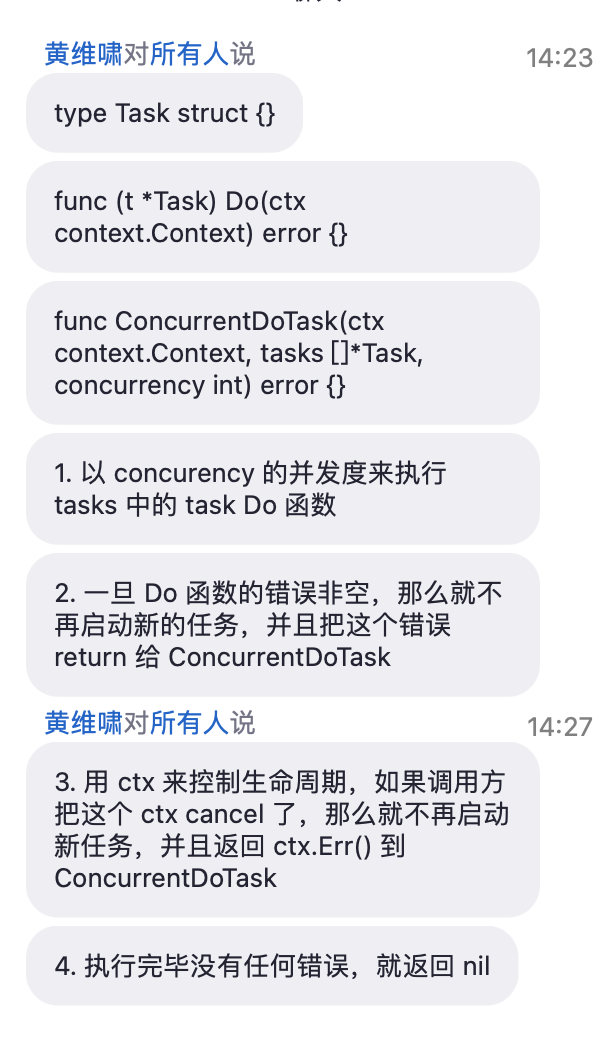 黄维啸对所有人说 14:23
type Task struct {}
func (t *Task) Do(ctx
context.Context) error {}
func ConcurrentDoTask(ctx
context.Context, tasks []*Task,
concurrency int) error {}
1. 以 concurency 的并发度来执行
tasks 中的 task Do 函数
2. 一旦 Do 函数的错误非空，那么就不
再启动新的任务，并且把这个错误
return 给 ConcurrentDoTask
黄维啸对所有人说 14:27
3. 用 ctx 来控制生命周期，如果调用方
把这个 ctx cancel 了，那么就不再启动
新任务，并且返回 ctx.Err() 到
ConcurrentDoTask
4. 执行完毕没有任何错误，就返回 nil